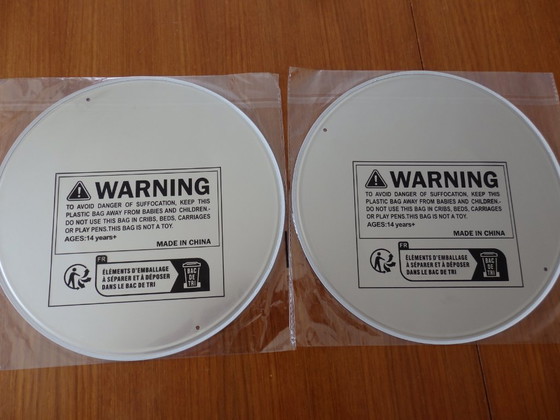 WARNING
TO AVOID DANGER OF SUFFOCATION, KEEP THIS
PLASTIC BAG AWAY FROM BABIES AND CHILDREN-
DO NOT USE THIS BAG IN CRIBS, BEDS, CARRIAGES
OR PLAY PENS.THIS BAG IS NOT A TOY.
AGES:14 years+
MADE IN CHINA
FR
ÉLÉMENTS D'EMBALLAGE
À SÉPARER ET À DÉPOSER
DANS LE BAC DE TRI
BAC
DE
TRI
WARNING
TO AVOID DANGER OF SUFFOCATION, KEEP THIS
PLASTIC BAG AWAY FROM BABIES AND CHILDREN-
DO NOT USE THIS BAG IN CRIBS, BEDS, CARRIAGES
OR PLAY PENS.THIS BAG IS NOT A TOY.
AGES:14 years+
MADE IN CHINA
FR
ÉLÉMENTS D'EMBALLAGE
À SÉPARER ET À DÉPOSER
DANS LE BAC DE TRI
BAC
DE
TRI